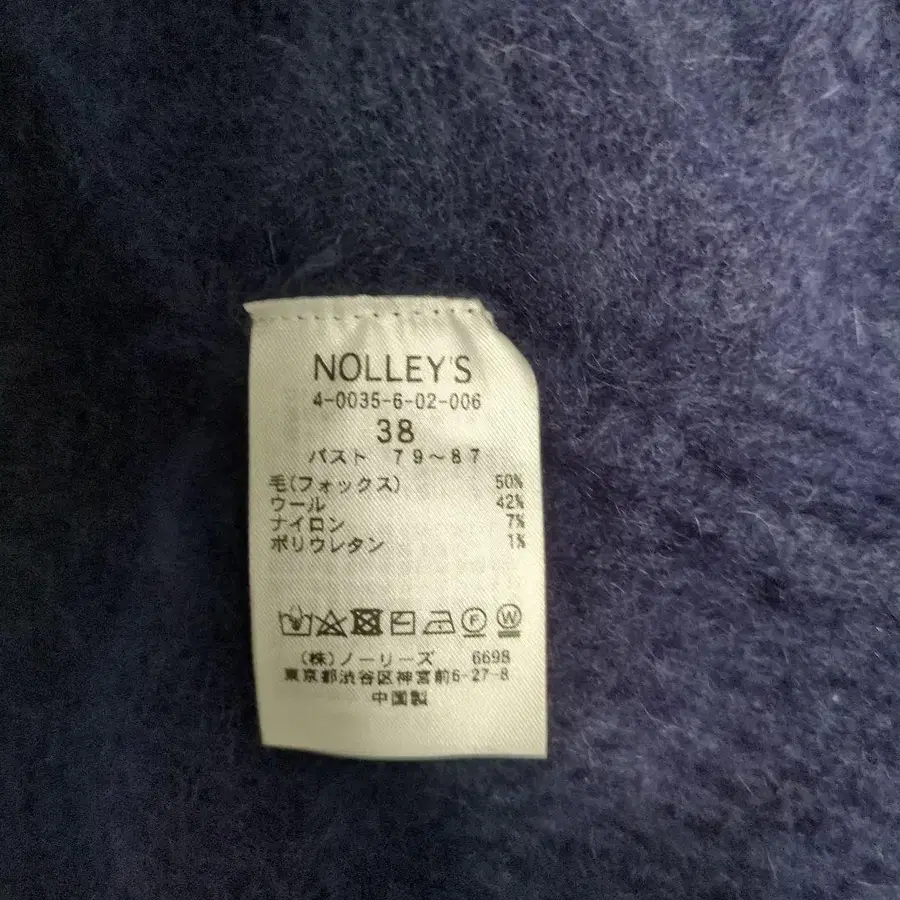 NOLLEY'S
4-0035-6-02-006
38
バスト 79～87
毛(フォックス) 50%
ウール 42%
ナイロン 7%
ポリウレタン 1%
F W
(株)ノーリーズ 6698
東京都渋谷区神宮前6-27-8
中国製